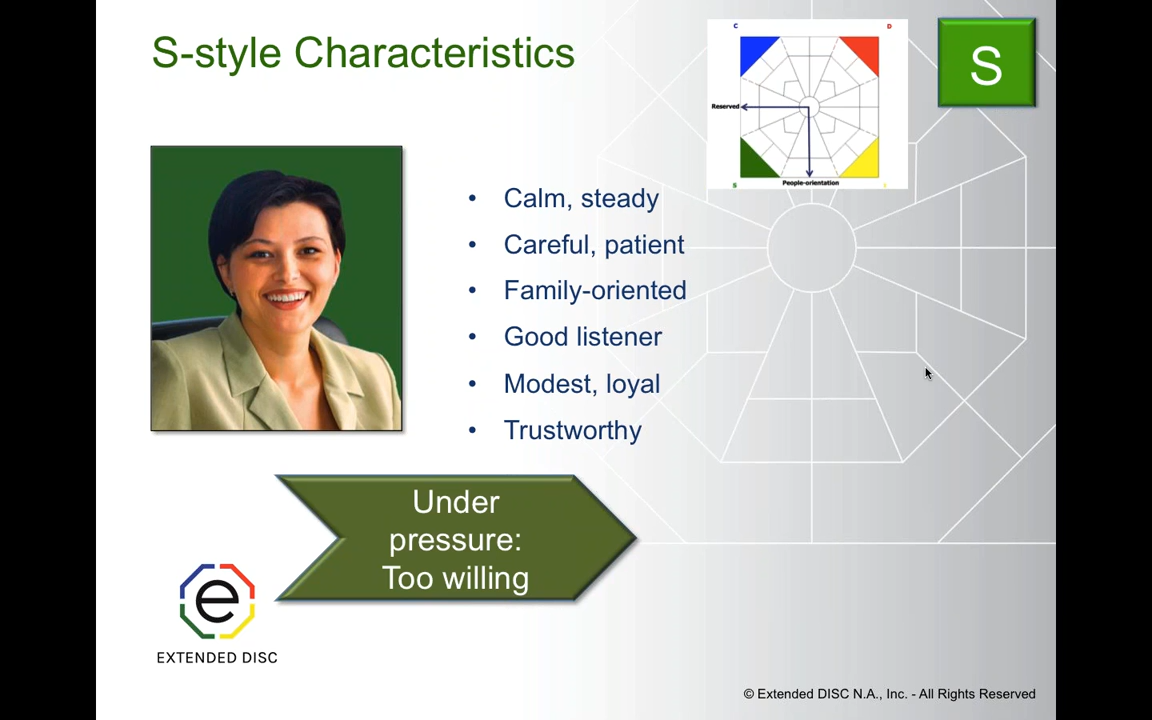 S-style Characteristics
C
D
S
Reserved
People-orientation
S
• Calm, steady
• Careful, patient
• Family-oriented
• Good listener
• Modest, loyal
• Trustworthy
Under
pressure:
Too willing
e
EXTENDED DISC
© Extended DISC N.A., Inc. - All Rights Reserved